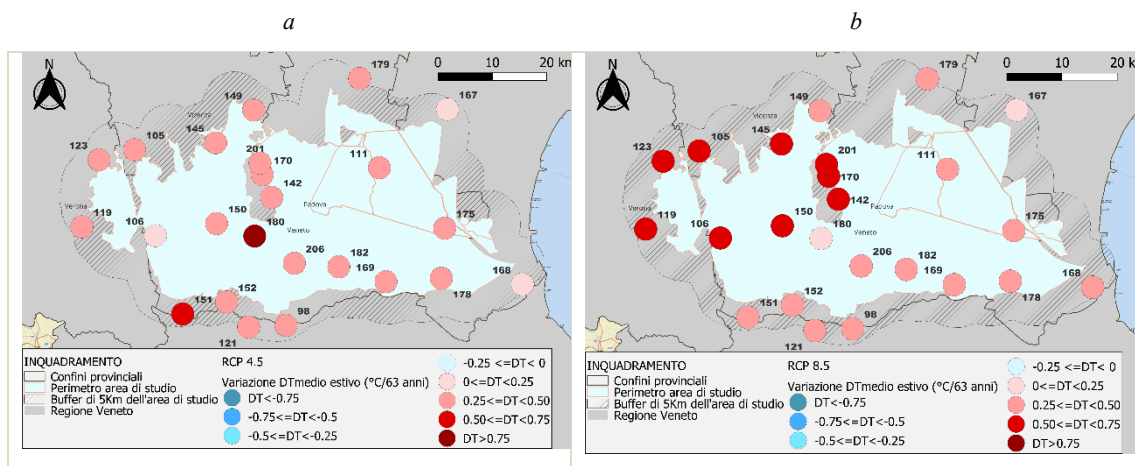 a
b
N
0 10 20 km
179
167
149
Vicenza
145
105
123
201
170
111
142
Padova
Verona
119
106
150
180
Veneto
175
206
182
169
168
178
152
151
98
121
INQUADRAMENTO
Confini provinciali
Perimetro area di studio
Buffer di 5Km dell'area di studio
Regione Veneto
RCP 4.5
Variazione DTmedio estivo (°C/63 anni)
DT<-0.75
-0.75<=DT<-0.5
-0.5<=DT<-0.25
-0.25 <=DT< 0
0<=DT<0.25
0.25<=DT<0.50
0.50<=DT<0.75
DT>0.75
N
0 10 20 km
179
167
149
Vicenza
145
105
123
201
170
111
142
Padova
Verona
119
106
150
180
Veneto
175
206
182
169
168
178
152
151
98
121
INQUADRAMENTO
Confini provinciali
Perimetro area di studio
Buffer di 5Km dell'area di studio
Regione Veneto
RCP 8.5
Variazione DTmedio estivo (°C/63 anni)
DT<-0.75
-0.75<=DT<-0.5
-0.5<=DT<-0.25
-0.25 <=DT< 0
0<=DT<0.25
0.25<=DT<0.50
0.50<=DT<0.75
DT>0.75